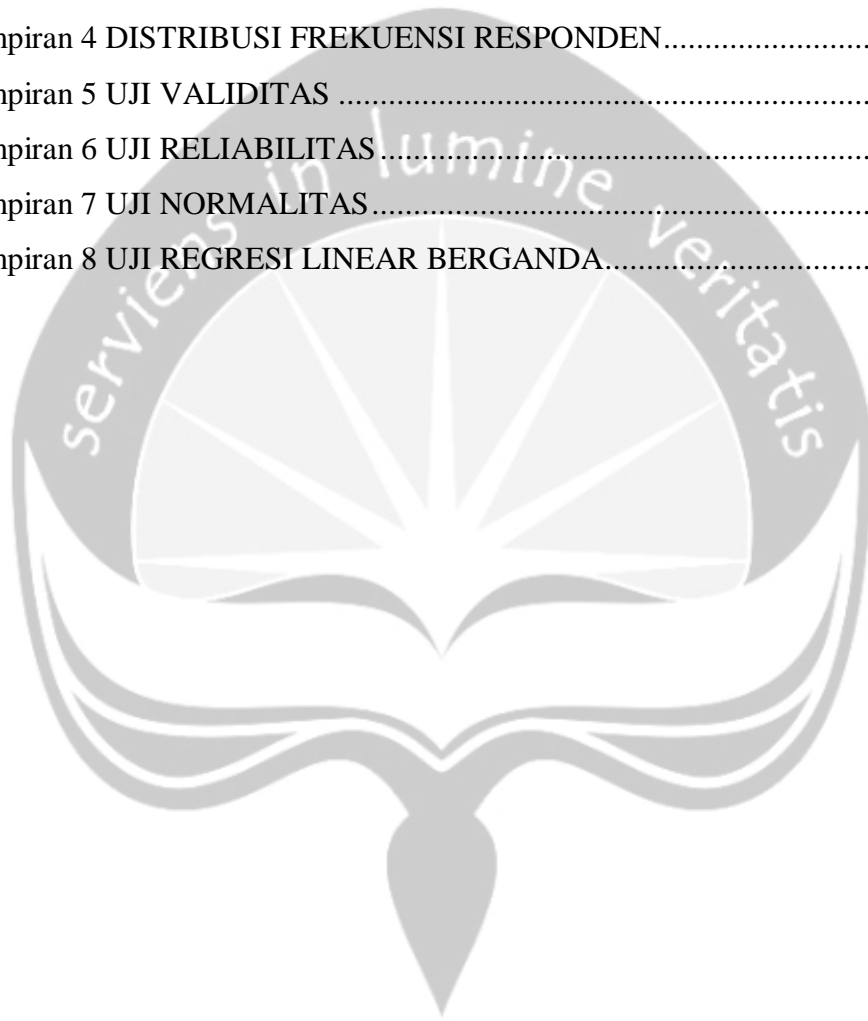 mpiran 4 DISTRIBUSI FREKUENSI RESPONDEN............................
mpiran 5 UJI VALIDITAS ....................................................................
mpiran 6 UJI RELIABILITAS...............................................................
mpiran 7 UJI NORMALITAS................................................................
mpiran 8 UJI REGRESI LINEAR BERGANDA...................................
serviens in lumine veritatis